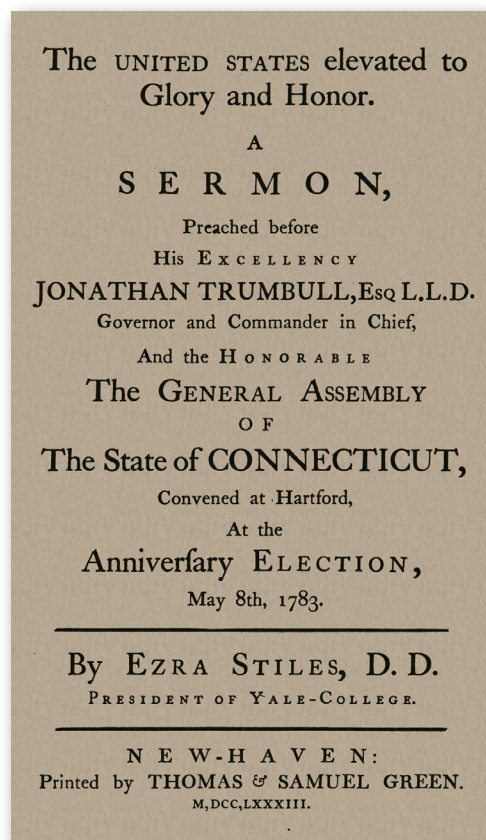 The UNITED STATES elevated to
Glory and Honor.
A
SERMON,
Preached before
His EXCELLENCY
JONATHAN TRUMBULL,Esq L.L.D.
Governor and Commander in Chief,
And the HONORABLE
The GENERAL ASSEMBLY
OF
The State of CONNECTICUT,
Convened at Hartford,
At the
Anniverſary ELECTION,
May 8th, 1783.
By EZRA STILES, D. D.
PRESIDENT OF YALE-COLLEGE.
NEW-HAVEN:
Printed by THOMAS & SAMUEL GREEN.
M,DCC,LXXXIII.